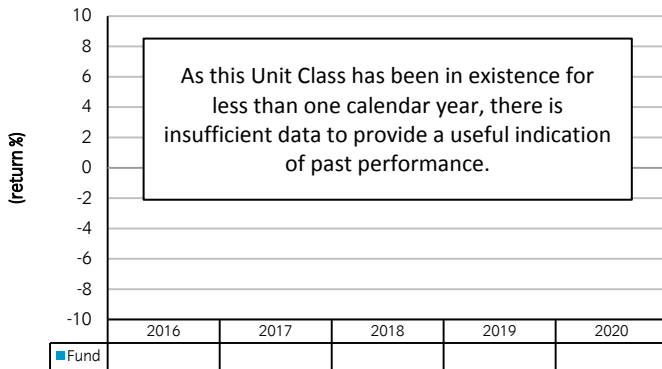 10
8
6
4
2
0
-2
-4
-6
-8
-10
(return %)
As this Unit Class has been in existence for
less than one calendar year, there is
insufficient data to provide a useful indication
of past performance.
2016 2017 2018 2019 2020
Fund